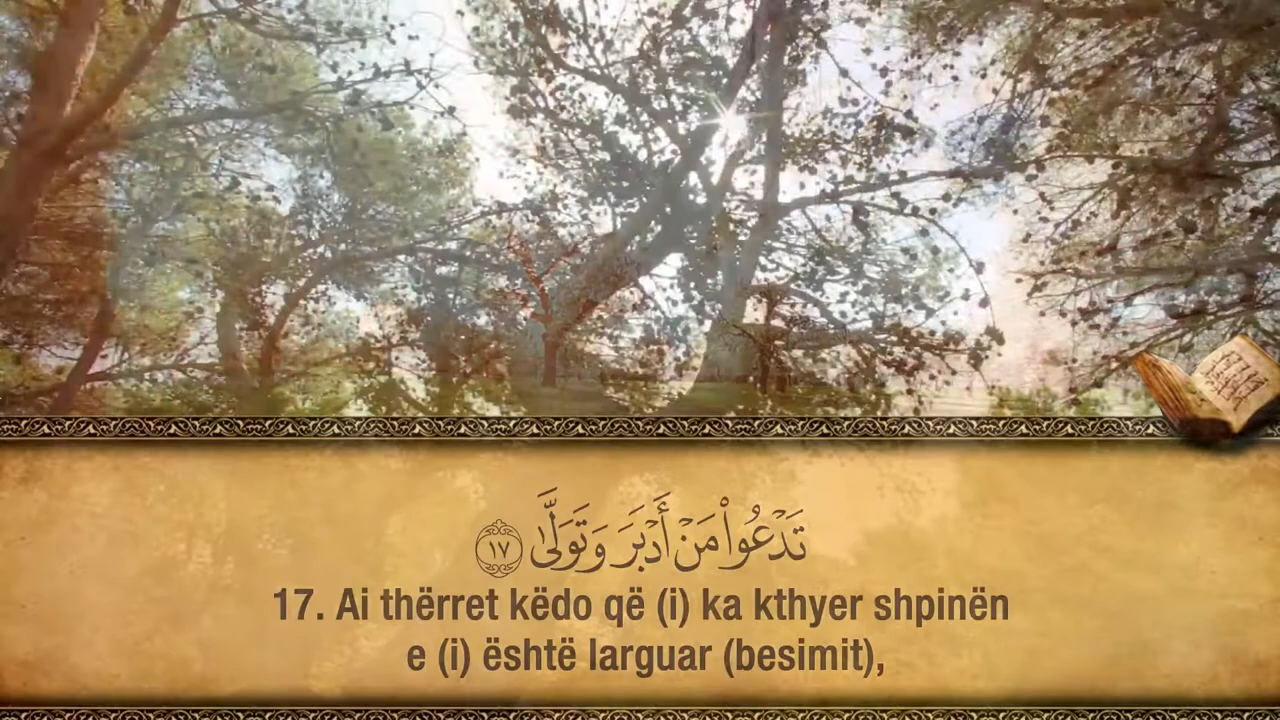 تَدْعُوا۟ مَنْ أَدْبَرَ وَتَوَلَّىٰ ١٧
17. Ai thërret këdo që (i) ka kthyer shpinën
e (i) është larguar (besimit),